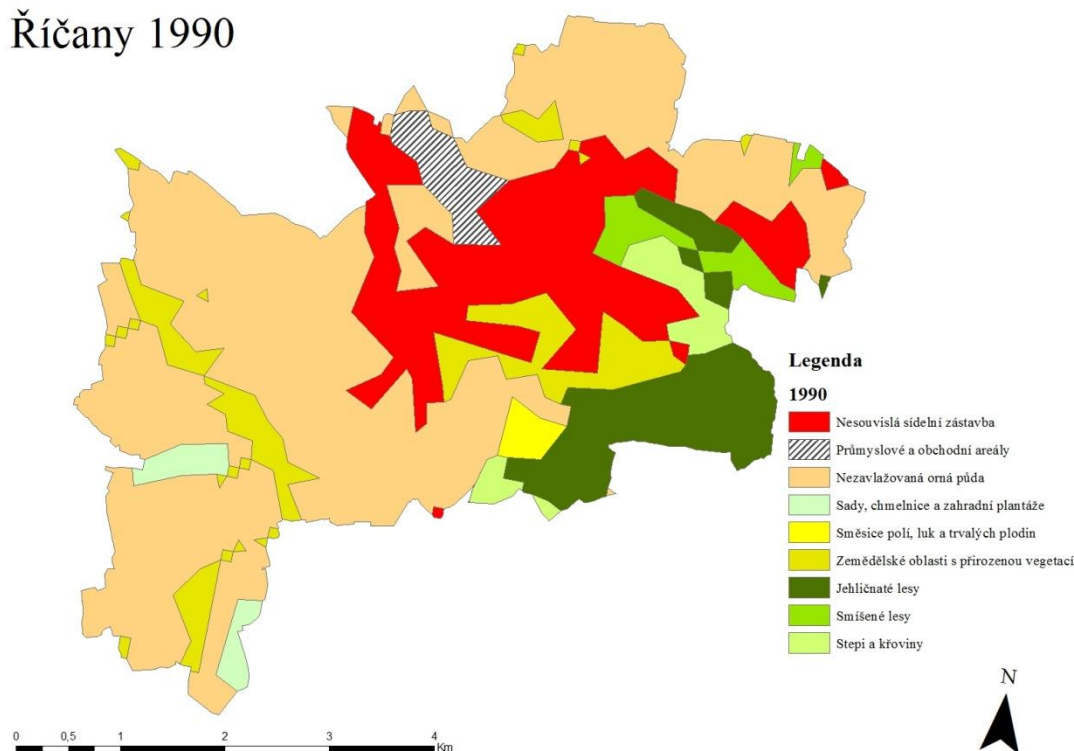 Říčany 1990
Legenda
1990
Nesouvislá sídelní zástavba
Průmyslové a obchodní areály
Nezavlažovaná orná půda
Sady, chmelnice a zahradní plantáže
Směsice polí, luk a trvalých plodin
Zemědělské oblasti s přirozenou vegetací
Jehličnaté lesy
Smíšené lesy
Stepi a křoviny
N
0 0,5 1 2 3 4
Km